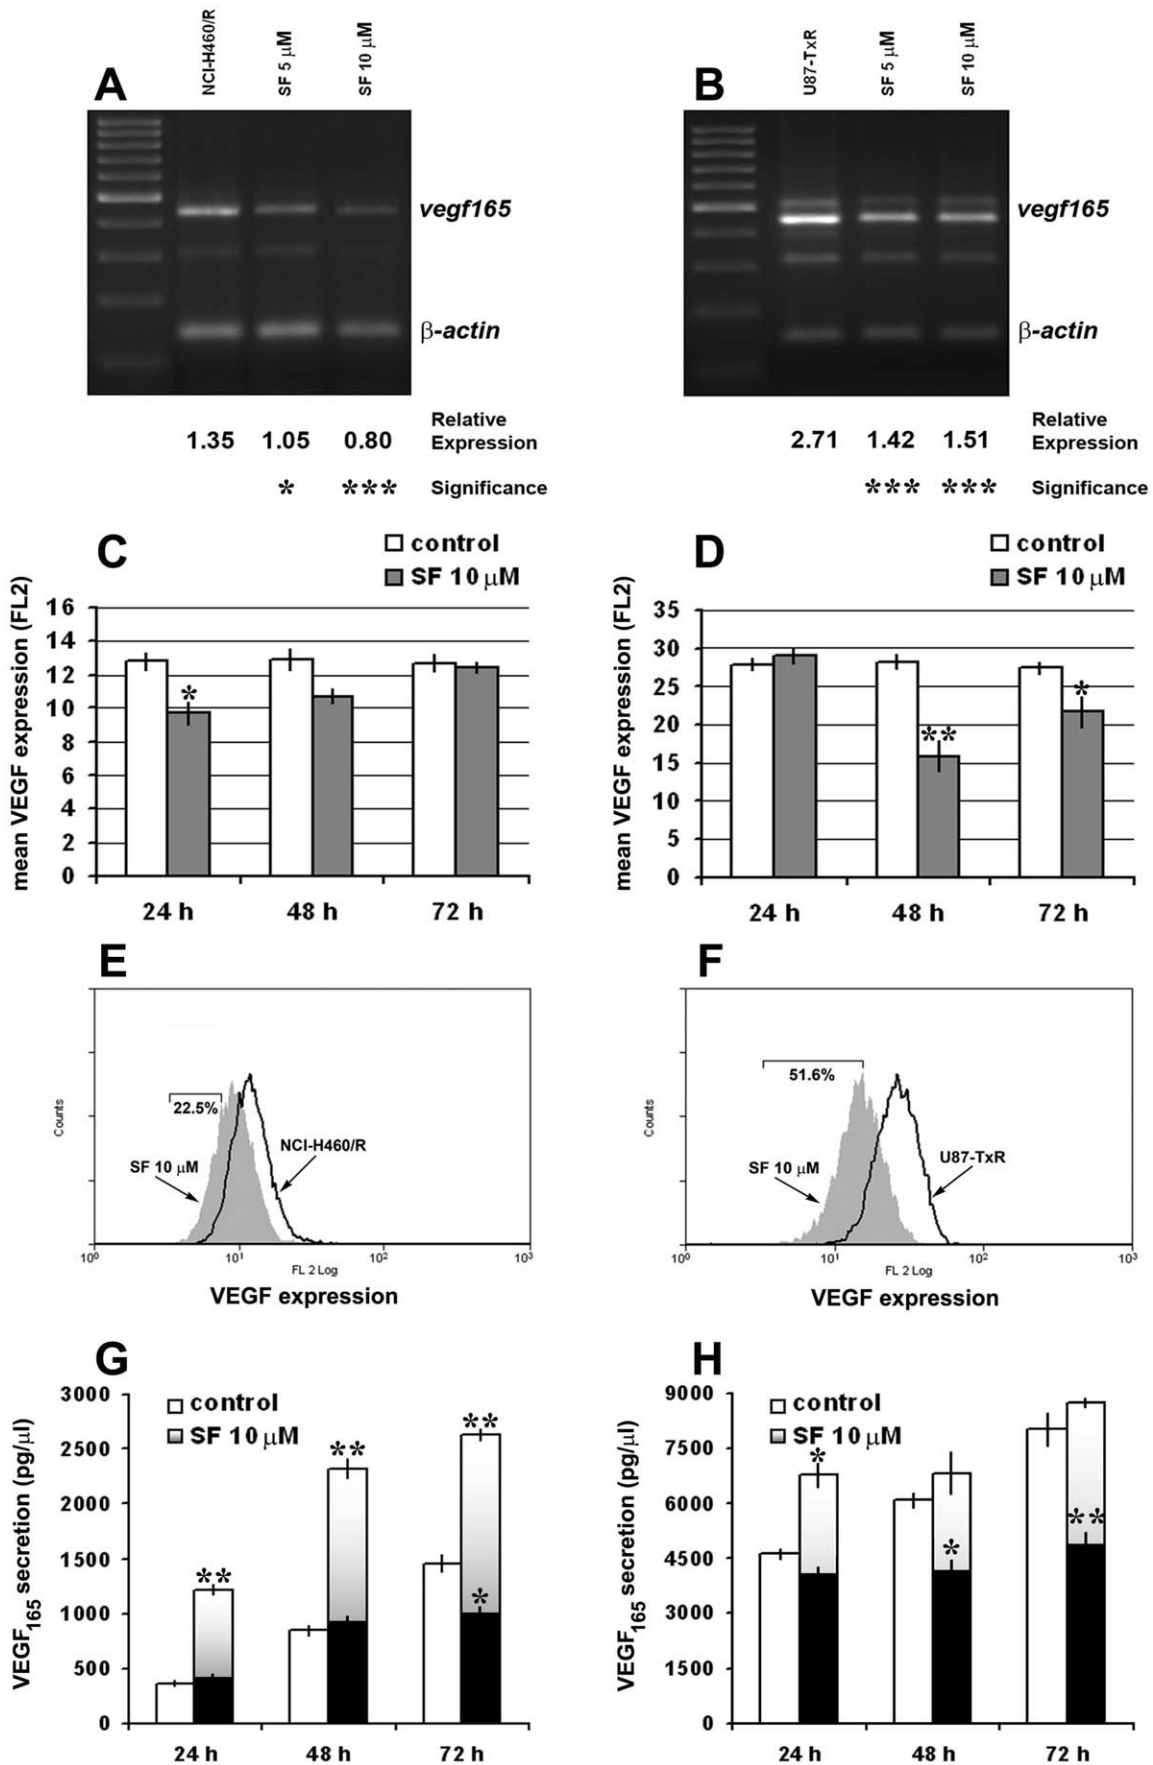 A
NCI-H460/R
SF 5 µM
SF 10 µM
vegf165
β-actin
1.35 1.05 0.80 Relative Expression
* *** Significance
B
U87-TxR
SF 5 µM
SF 10 µM
vegf165
β-actin
2.71 1.42 1.51 Relative Expression
*** *** Significance
C
control
SF 10 µM
mean VEGF expression (FL2)
16
14
12
10
8
6
4
2
0
*
24 h 48 h 72 h
D
control
SF 10 µM
mean VEGF expression (FL2)
35
30
25
20
15
10
5
0
**
*
24 h 48 h 72 h
E
Counts
22.5%
NCI-H460/R
SF 10 µM
10⁰ 10¹ 10² 10³
FL 2 Log
VEGF expression
F
Counts
51.6%
SF 10 µM
U87-TxR
10⁰ 10¹ 10² 10³
FL 2 Log
VEGF expression
G
control
SF 10 µM
VEGF₁₆₅ secretion (pg/µl)
3000
2500
2000
1500
1000
500
0
**
**
**
*
24 h 48 h 72 h
H
control
SF 10 µM
VEGF₁₆₅ secretion (pg/µl)
9000
7500
6000
4500
3000
1500
0
*
*
**
24 h 48 h 72 h